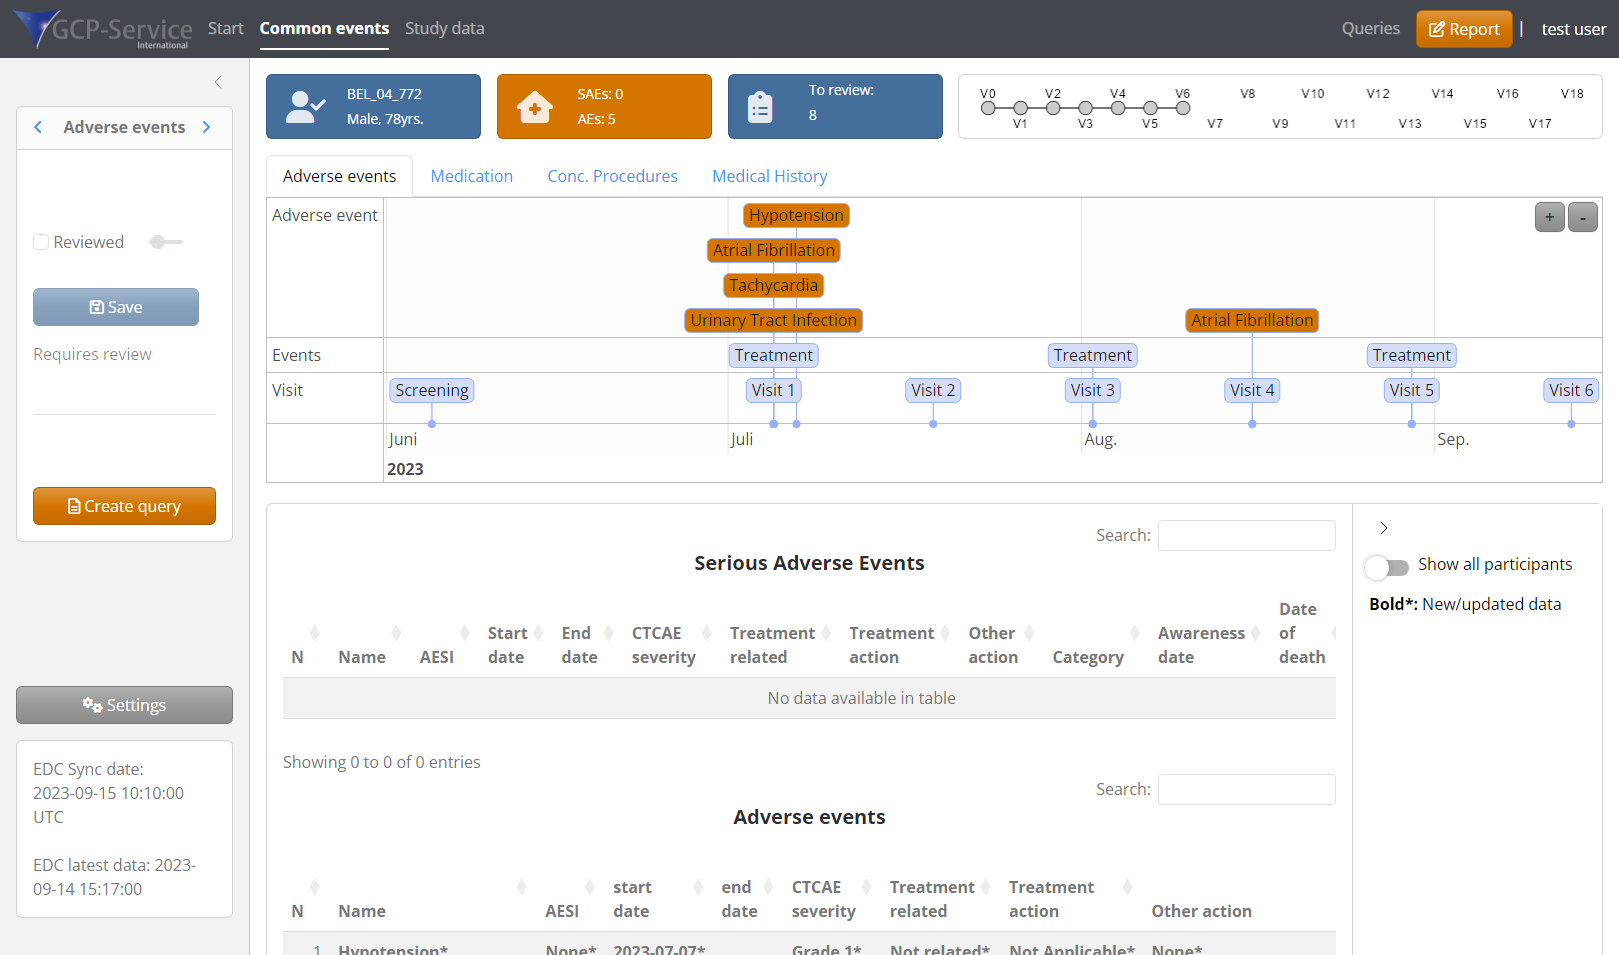 GCP-Service
International
Start
Common events
Study data
Queries
Report
|
test user
Adverse events
Reviewed
Save
Requires review
Create query
Settings
EDC Sync date:
2023-09-15 10:10:00
UTC
EDC latest data: 2023-
09-14 15:17:00
BEL_04_772
Male, 78yrs.
SAEs: 0
AEs: 5
To review:
8
V0 V2 V4 V6 V8 V10 V12 V14 V16 V18
V1 V3 V5 V7 V9 V11 V13 V15 V17
Adverse events
Medication
Conc. Procedures
Medical History
Adverse event
Hypotension
+ -
Atrial Fibrillation
Tachycardia
Urinary Tract Infection
Atrial Fibrillation
Events
Treatment
Treatment
Treatment
Visit
Screening
Visit 1
Visit 2
Visit 3
Visit 4
Visit 5
Visit 6
Juni
Juli
Aug.
Sep.
2023
Search:
Serious Adverse Events
N
Name
AESI
Start
date
End
date
CTCAE
severity
Treatment
related
Treatment
action
Other
action
Category
Awareness
date
Date
of
death
No data available in table
Showing 0 to 0 of 0 entries
Search:
Adverse events
N
Name
AESI
start
date
end
date
CTCAE
severity
Treatment
related
Treatment
action
Other action
1 Hypotension* None* 2023-07-07* Grade 1* Not related* Not Applicable* None*
Show all participants
Bold*: New/updated data